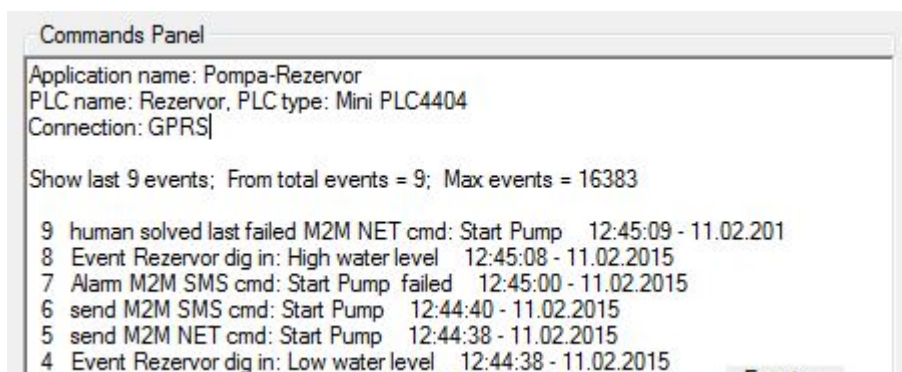 Commands Panel
Application name: Pompa-Rezervor
PLC name: Rezervor, PLC type: Mini PLC4404
Connection: GPRS
Show last 9 events; From total events = 9; Max events = 16383
9 human solved last failed M2M NET cmd: Start Pump 12:45:09 - 11.02.201
8 Event Rezervor dig in: High water level 12:45:08 - 11.02.2015
7 Alarm M2M SMS cmd: Start Pump failed 12:45:00 - 11.02.2015
6 send M2M SMS cmd: Start Pump 12:44:40 - 11.02.2015
5 send M2M NET cmd: Start Pump 12:44:38 - 11.02.2015
4 Event Rezervor dig in: Low water level 12:44:38 - 11.02.2015